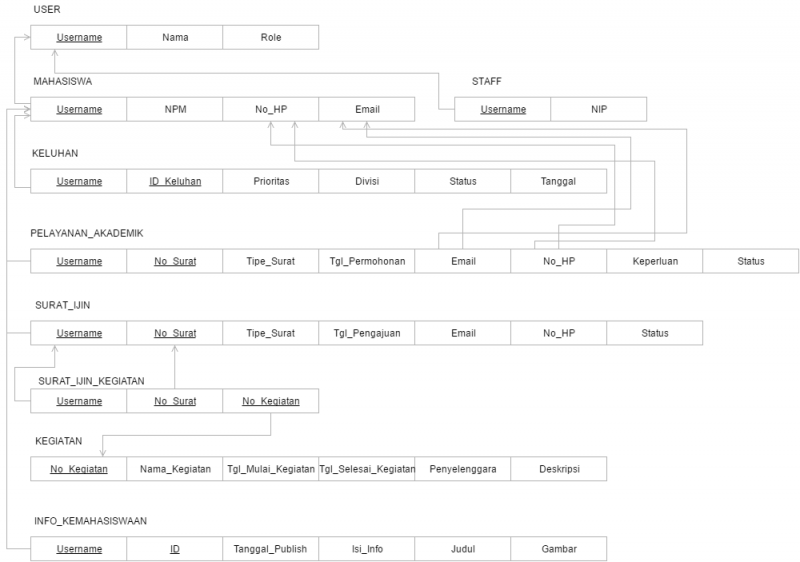 USER
Username Nama Role
MAHASISWA STAFF
Username NPM No_HP Email Username NIP
KELUHAN
Username ID_Keluhan Prioritas Divisi Status Tanggal
PELAYANAN_AKADEMIK
Username No_Surat Tipe_Surat Tgl_Permohonan Email No_HP Keperluan Status
SURAT_IJIN
Username No_Surat Tipe_Surat Tgl_Pengajuan Email No_HP Status
SURAT_IJIN_KEGIATAN
Username No_Surat No_Kegiatan
KEGIATAN
No_Kegiatan Nama_Kegiatan Tgl_Mulai_Kegiatan Tgl_Selesai_Kegiatan Penyelenggara Deskripsi
INFO_KEMAHASISWAAN
Username ID Tanggal_Publish Isi_Info Judul Gambar